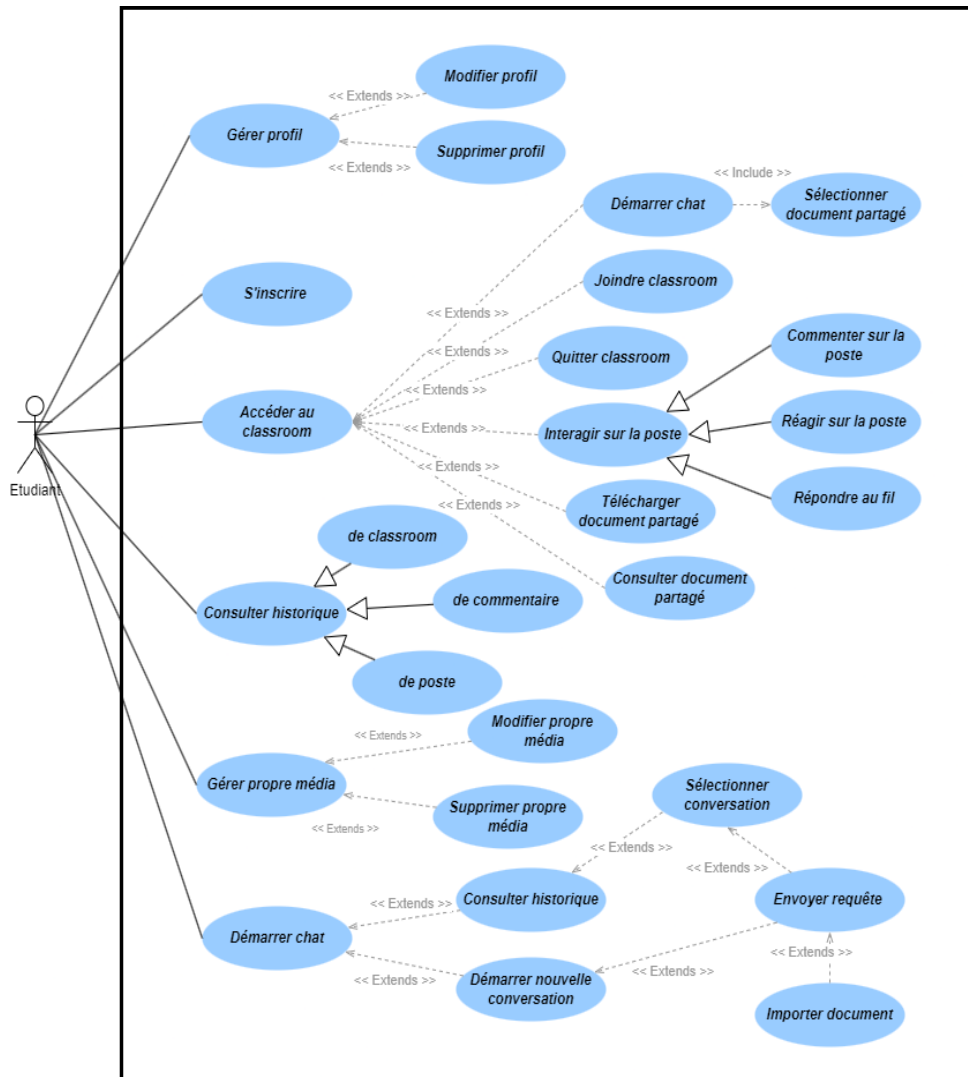 Modifier profil
<< Extends >>
Gérer profil
Supprimer profil
<< Extends >>
<< Include >>
Démarrer chat
Sélectionner
document partagé
S'inscrire
Joindre classroom
<< Extends >>
Commenter sur la
poste
<< Extends >>
Quitter classroom
<< Extends >>
Accéder au
classroom
Réagir sur la poste
<< Extends >>
Interagir sur la poste
<< Extends >>
Etudiant
Répondre au fil
<< Extends >>
Télécharger
document partagé
de classroom
Consulter document
partagé
de commentaire
Consulter historique
de poste
Modifier propre
média
<< Extends >>
Gérer propre média
Sélectionner
conversation
Supprimer propre
média
<< Extends >>
<< Extends >>
<< Extends >>
Consulter historique
Envoyer requête
<< Extends >>
Démarrer chat
<< Extends >>
<< Extends >>
<< Extends >>
Démarrer nouvelle
conversation
Importer document